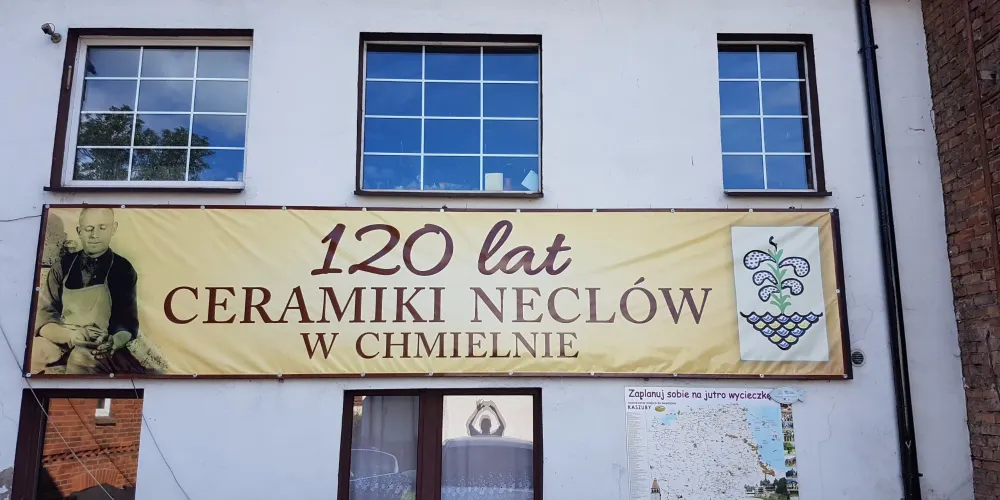 120 lat
CERAMIKI NECLÓW
W CHMIELNIE
Zaplanuj sobie na jutro wycieczkę
KASZUBY